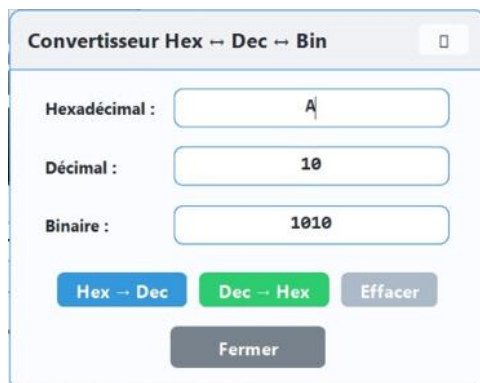 Convertisseur Hex ↔ Dec ↔ Bin
Hexadécimal : A
Décimal : 10
Binaire : 1010
Hex → Dec Dec → Hex Effacer
Fermer